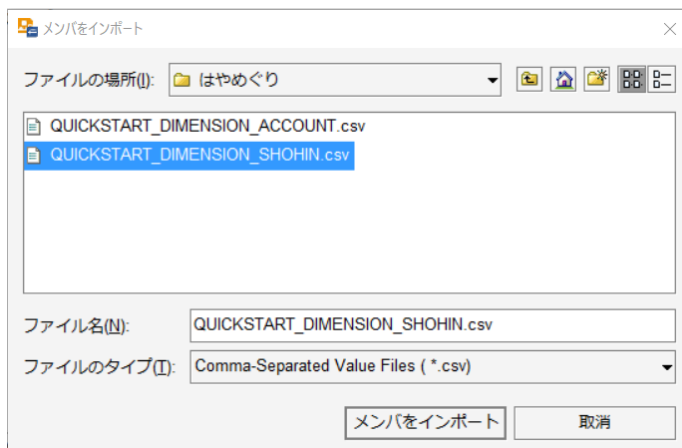 メンバをインポート
ファイルの場所(I): はやめぐり
QUICKSTART_DIMENSION_ACCOUNT.csv
QUICKSTART_DIMENSION_SHOHIN.csv
ファイル名(N): QUICKSTART_DIMENSION_SHOHIN.csv
ファイルのタイプ(T): Comma-Separated Value Files ( *.csv)
メンバをインポート 取消